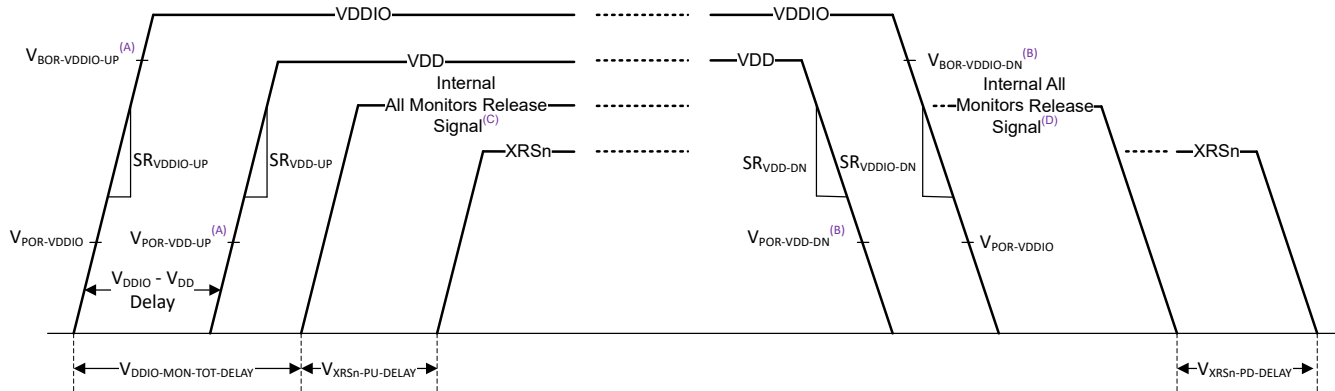 VDDIO
VDDIO
V_BOR-VDDIO-UP (A)
V_BOR-VDDIO-DN (B)
VDD
VDD
Internal
All Monitors Release
Signal(C)
Internal All
Monitors Release
Signal(D)
XRSn
XRSn
SR_VDDIO-UP
SR_VDD-UP
SR_VDD-DN
SR_VDDIO-DN
V_POR-VDDIO
V_POR-VDD-UP (A)
V_POR-VDD-DN (B)
V_POR-VDDIO
V_DDIO - V_DD
Delay
V_DDIO-MON-TOT-DELAY
V_XRSn-PU-DELAY
V_XRSn-PD-DELAY